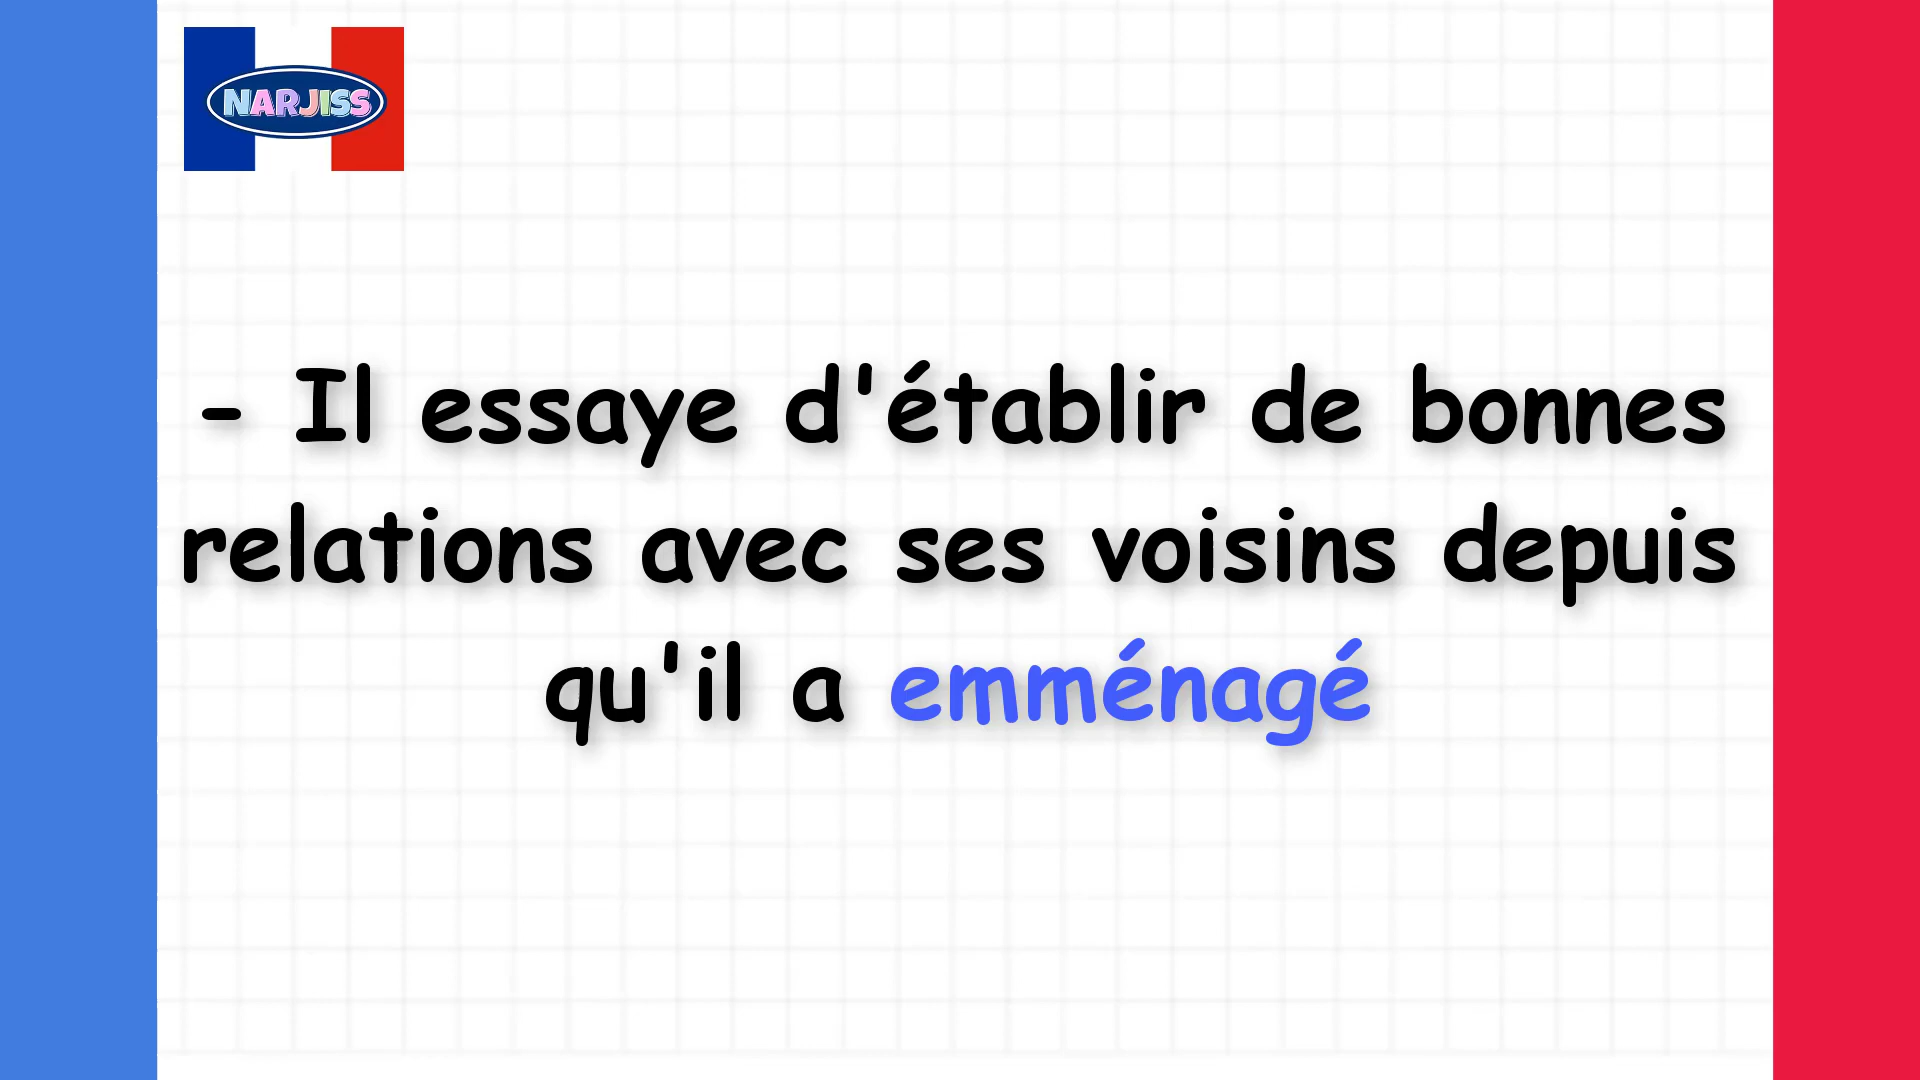 NARJISS
- Il essaye d'établir de bonnes
relations avec ses voisins depuis
qu'il a emménagé